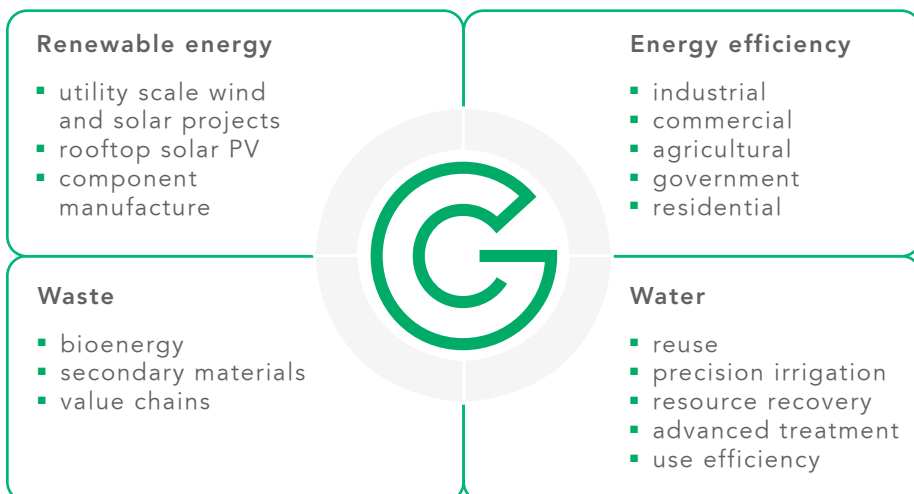 Renewable energy
utility scale wind
and solar projects
rooftop solar PV
component
manufacture
Energy efficiency
industrial
commercial
agricultural
government
residential
Waste
bioenergy
secondary materials
value chains
Water
reuse
precision irrigation
resource recovery
advanced treatment
use efficiency